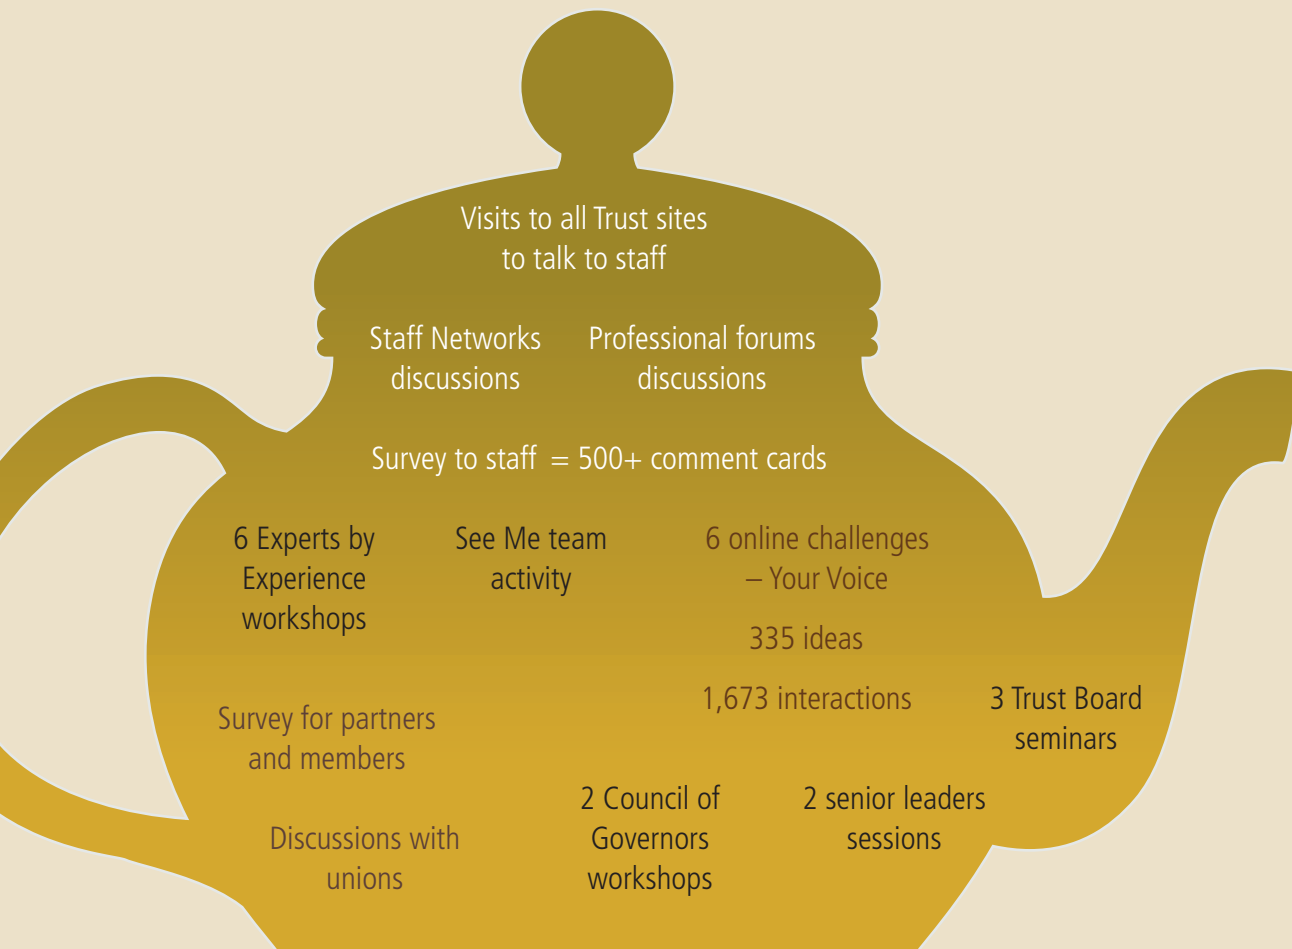 Visits to all Trust sites
to talk to staff
Staff Networks
discussions
Professional forums
discussions
Survey to staff = 500+ comment cards
6 Experts by
Experience
workshops
See Me team
activity
6 online challenges
– Your Voice
335 ideas
1,673 interactions
3 Trust Board
seminars
Survey for partners
and members
2 Council of
Governors
workshops
2 senior leaders
sessions
Discussions with
unions